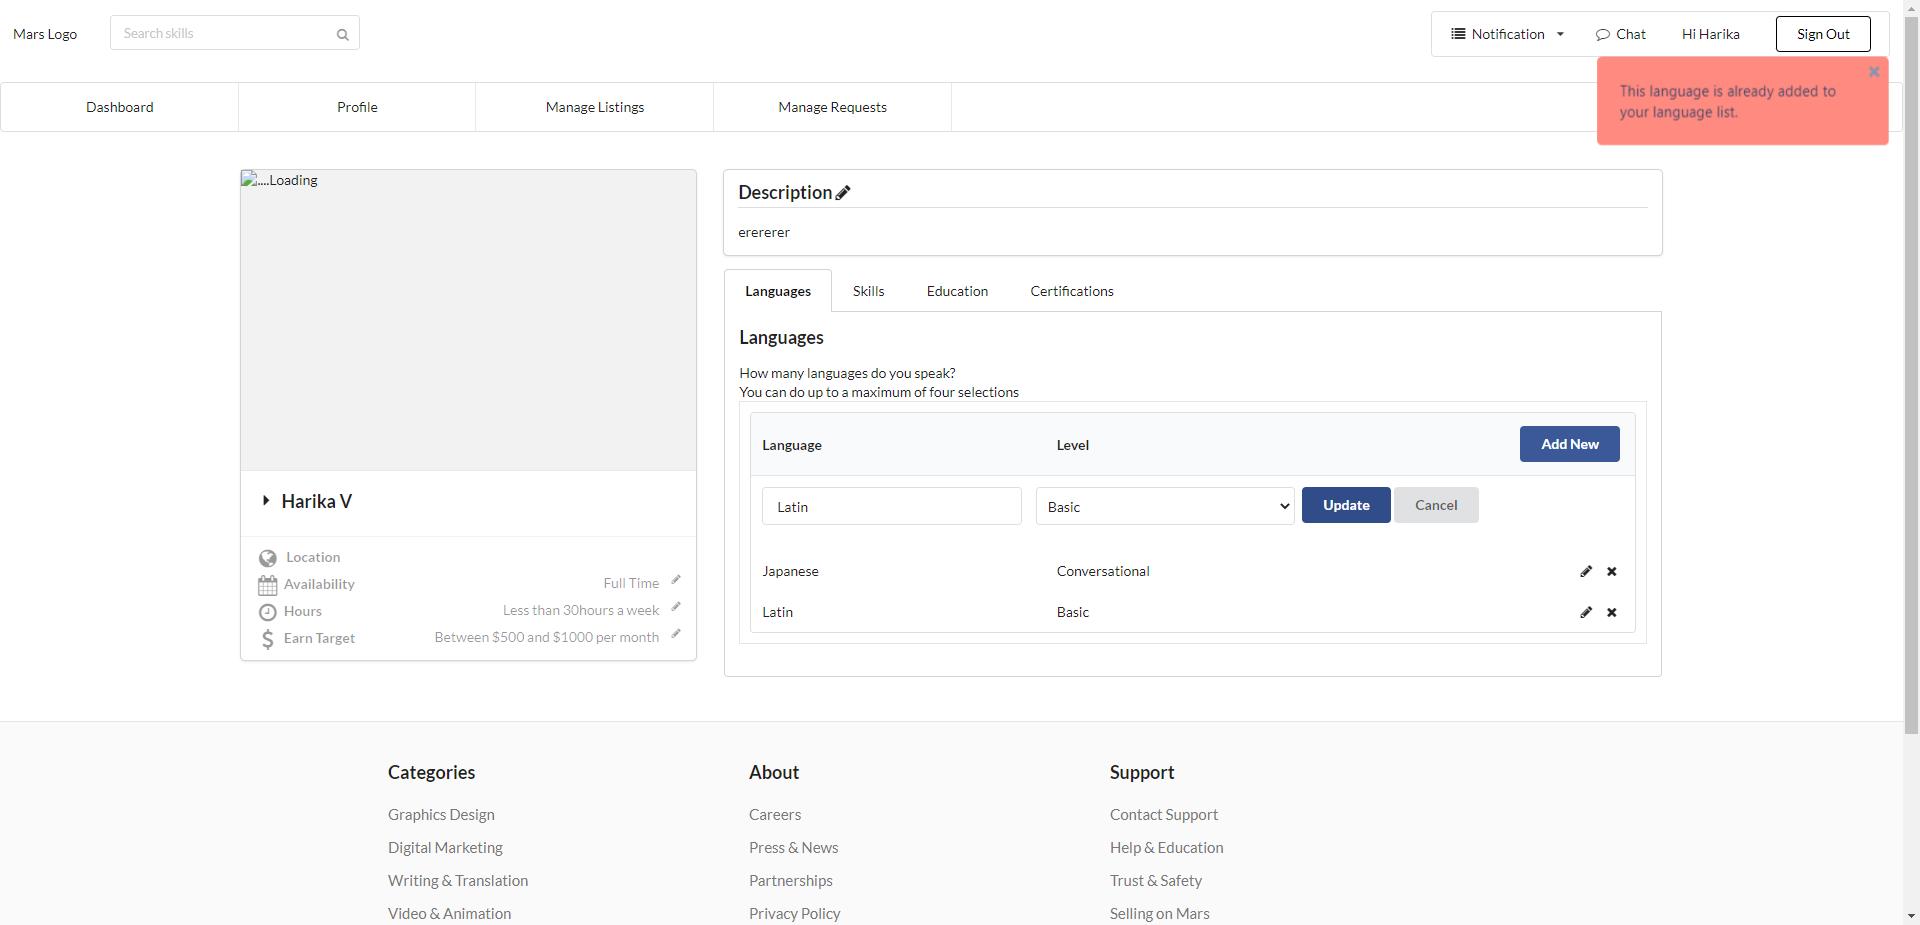 Mars Logo
Search skills
Notification
Chat
Hi Harika
Sign Out
Dashboard
Profile
Manage Listings
Manage Requests
This language is already added to
your language list.
....Loading
Harika V
Location
Availability
Full Time
Hours
Less than 30hours a week
Earn Target
Between $500 and $1000 per month
Description
erererer
Languages
Skills
Education
Certifications
Languages
How many languages do you speak?
You can do up to a maximum of four selections
Language
Level
Add New
Latin
Basic
Update
Cancel
Japanese
Conversational
Latin
Basic
Categories
Graphics Design
Digital Marketing
Writing & Translation
Video & Animation
About
Careers
Press & News
Partnerships
Privacy Policy
Support
Contact Support
Help & Education
Trust & Safety
Selling on Mars